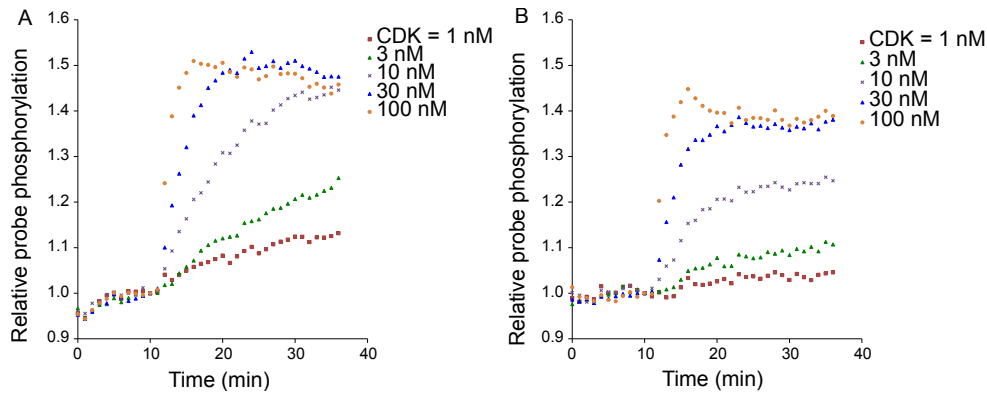 A
Relative probe phosphorylation
1.6
1.5
1.4
1.3
1.2
1.1
1.0
0.9
0
10
20
30
40
Time (min)
CDK = 1 nM
3 nM
10 nM
30 nM
100 nM
B
Relative probe phosphorylation
1.6
1.5
1.4
1.3
1.2
1.1
1.0
0.9
0
10
20
30
40
Time (min)
CDK = 1 nM
3 nM
10 nM
30 nM
100 nM